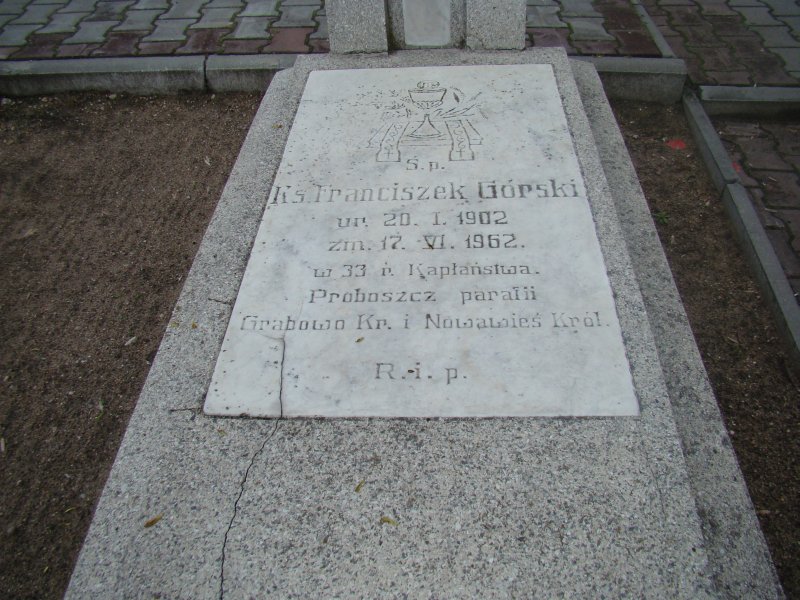 Ś.p.
Ks. Franciszek Górski
ur. 20. I. 1902
zm. 17. VI. 1962.
w 33 r. Kapłaństwa.
Proboszcz parafii
Grabowo Kr. i Nowawieś Król.
R.i.p.